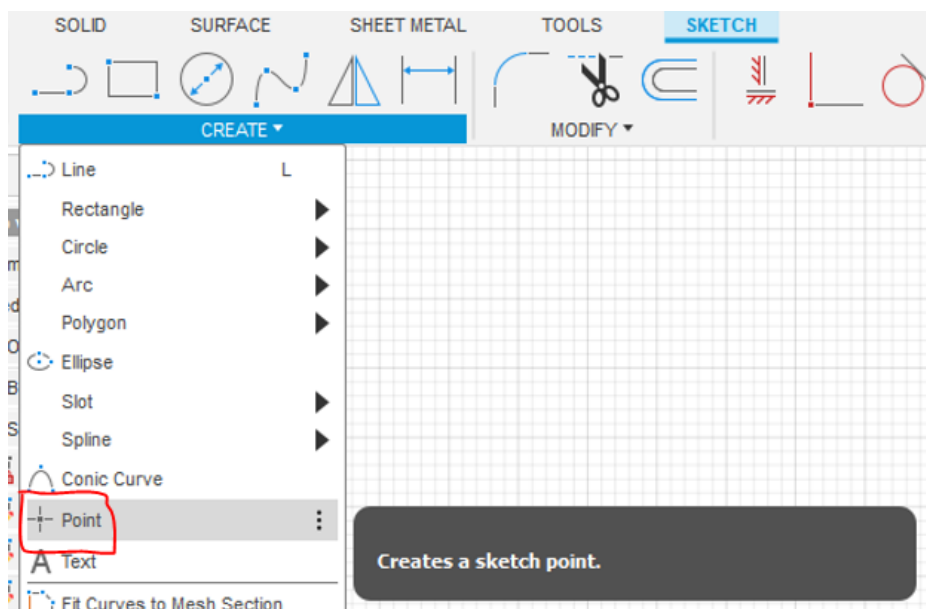 SOLID SURFACE SHEET METAL TOOLS SKETCH
CREATE ▾ MODIFY ▾
Line L
Rectangle
Circle
Arc
Polygon
Ellipse
Slot
Spline
Conic Curve
Point
Creates a sketch point.
A Text
Fit Curves to Mesh Section